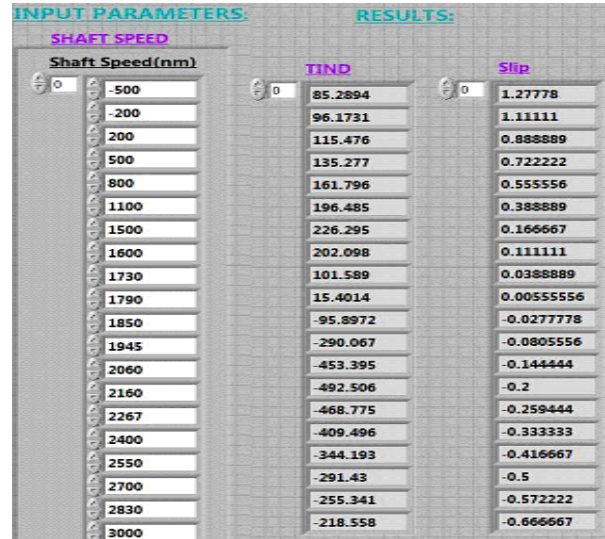 INPUT PARAMETERS: RESULTS:
SHAFT SPEED
Shaft Speed(nm) TIND Slip
0 -500 0 85.2894 0 1.27778
-200 96.1731 1.11111
200 115.476 0.888889
500 135.277 0.722222
800 161.796 0.555556
1100 196.485 0.388889
1500 226.295 0.166667
1600 202.098 0.111111
1730 101.589 0.0388889
1790 15.4014 0.00555556
1850 -95.8972 -0.0277778
1945 -290.067 -0.0805556
2060 -453.395 -0.144444
2160 -492.506 -0.2
2267 -468.775 -0.259444
2400 -409.496 -0.333333
2550 -344.193 -0.416667
2700 -291.43 -0.5
2830 -255.341 -0.572222
3000 -218.558 -0.666667